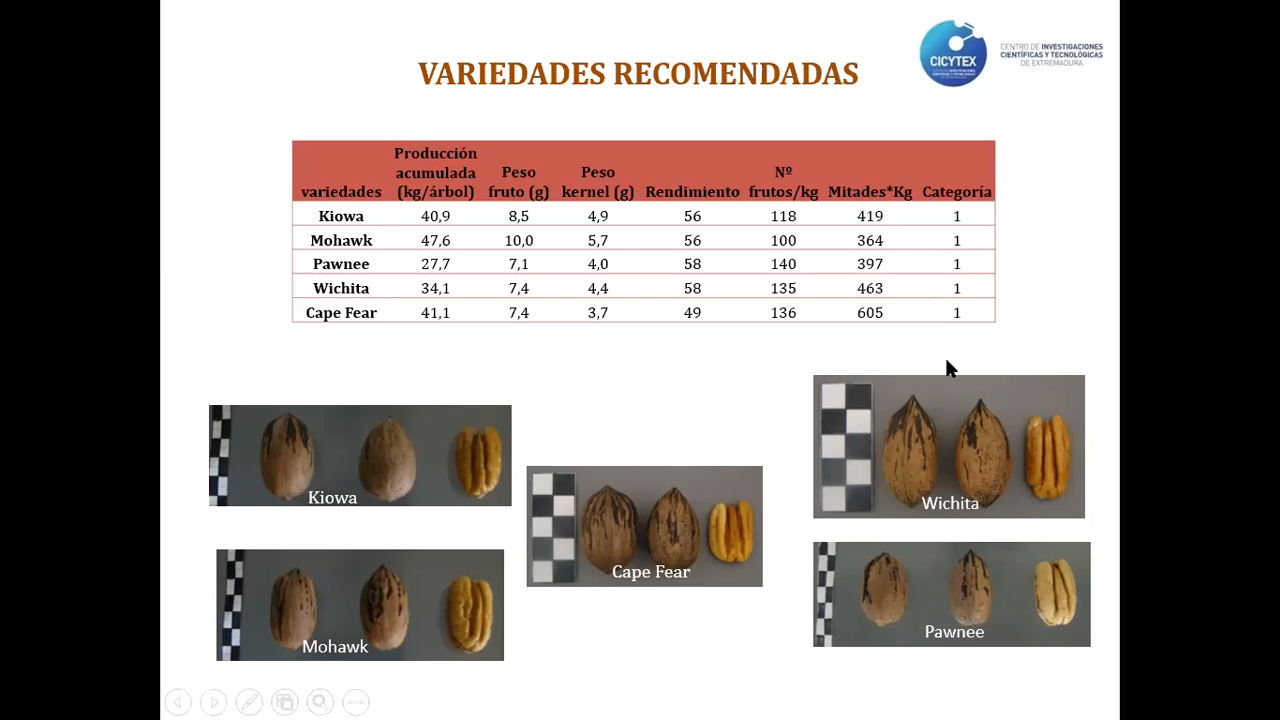 VARIEDADES RECOMENDADAS
CICYTEX
CENTRO DE INVESTIGACIONES
CIENTÍFICAS Y TECNOLÓGICAS
DE EXTREMADURA
variedades Producción acumulada (kg/árbol) Peso fruto (g) Peso kernel (g) Rendimiento Nº frutos/kg Mitades*Kg Categoría
Kiowa 40,9 8,5 4,9 56 118 419 1
Mohawk 47,6 10,0 5,7 56 100 364 1
Pawnee 27,7 7,1 4,0 58 140 397 1
Wichita 34,1 7,4 4,4 58 135 463 1
Cape Fear 41,1 7,4 3,7 49 136 605 1
Kiowa
Wichita
Cape Fear
Mohawk
Pawnee